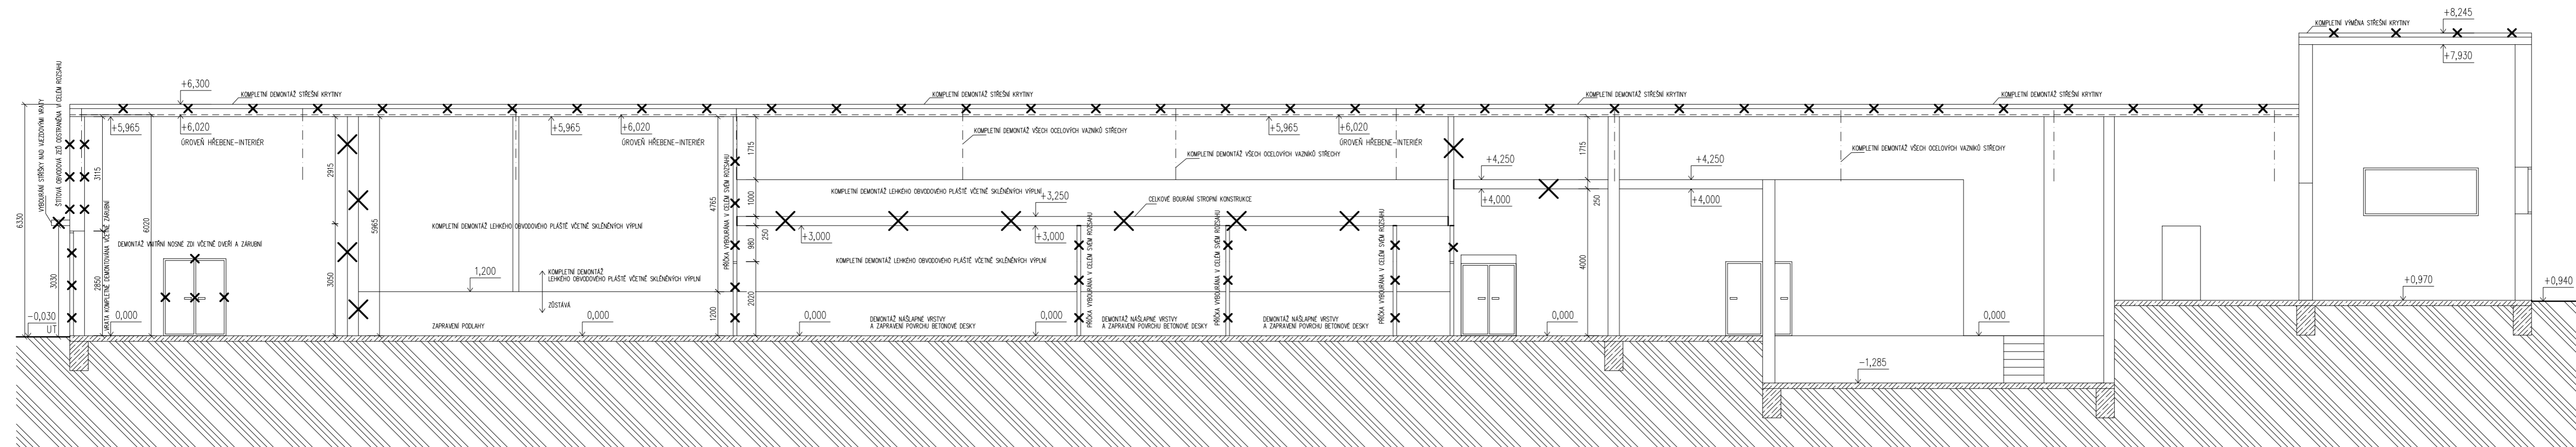 KOMPLETNÍ VÝMĚNA STŘEŠNÍ KRYTINY
+8,245
+7,930
+6,300
KOMPLETNÍ DEMONTÁŽ STŘEŠNÍ KRYTINY
KOMPLETNÍ DEMONTÁŽ STŘEŠNÍ KRYTINY
KOMPLETNÍ DEMONTÁŽ STŘEŠNÍ KRYTINY
KOMPLETNÍ DEMONTÁŽ STŘEŠNÍ KRYTINY
6330
VYBOURÁNÍ STŘÍŠKY NAD VJEZDOVÝMI VRATY
ŠTÍTOVÁ OBVODOVÁ ZEĎ ODSTRANĚNA V CELÉM ROZSAHU
+5,965
+6,020
ÚROVEŇ HŘEBENE-INTERIÉR
+5,965
+6,020
ÚROVEŇ HŘEBENE-INTERIÉR
+5,965
+6,020
ÚROVEŇ HŘEBENE-INTERIÉR
KOMPLETNÍ DEMONTÁŽ VŠECH OCELOVÝCH VAZNÍKŮ STŘECHY
KOMPLETNÍ DEMONTÁŽ VŠECH OCELOVÝCH VAZNÍKŮ STŘECHY
KOMPLETNÍ DEMONTÁŽ VŠECH OCELOVÝCH VAZNÍKŮ STŘECHY
3115
2915
1715
1715
+4,250
+4,250
+4,000
+4,000
250
KOMPLETNÍ DEMONTÁŽ LEHKÉHO OBVODOVÉHO PLÁŠTĚ VČETNĚ SKLENĚNÝCH VÝPLNÍ
1000
+3,250
CELKOVÉ BOURÁNÍ STROPNÍ KONSTRUKCE
6020
5965
4765
PŘÍČKA VYBOURÁNA V CELÉM SVÉM ROZSAHU
KOMPLETNÍ DEMONTÁŽ LEHKÉHO OBVODOVÉHO PLÁŠTĚ VČETNĚ SKLENĚNÝCH VÝPLNÍ
DEMONTÁŽ VNITŘNÍ NOSNÉ ZDI VČETNĚ DVEŘÍ A ZÁRUBNÍ
250
+3,000
+3,000
980
KOMPLETNÍ DEMONTÁŽ LEHKÉHO OBVODOVÉHO PLÁŠTĚ VČETNĚ SKLENĚNÝCH VÝPLNÍ
PŘÍČKA VYBOURÁNA V CELÉM SVÉM ROZSAHU
PŘÍČKA VYBOURÁNA V CELÉM SVÉM ROZSAHU
PŘÍČKA VYBOURÁNA V CELÉM SVÉM ROZSAHU
4000
3030
2850
VRATA KOMPLETNĚ DEMONTOVÁNA VČETNĚ ZÁRUBNÍ
3050
1,200
KOMPLETNÍ DEMONTÁŽ
LEHKÉHO OBVODOVÉHO PLÁŠTĚ VČETNĚ SKLENĚNÝCH VÝPLNÍ
ZŮSTÁVÁ
1200
2020
+0,970
+0,940
-0,030
UT
0,000
ZAPRAVENÍ PODLAHY
0,000
0,000
DEMONTÁŽ NÁŠLAPNÉ VRSTVY
A ZAPRAVENÍ POVRCHU BETONOVÉ DESKY
0,000
DEMONTÁŽ NÁŠLAPNÉ VRSTVY
A ZAPRAVENÍ POVRCHU BETONOVÉ DESKY
DEMONTÁŽ NÁŠLAPNÉ VRSTVY
A ZAPRAVENÍ POVRCHU BETONOVÉ DESKY
0,000
0,000
-1,285